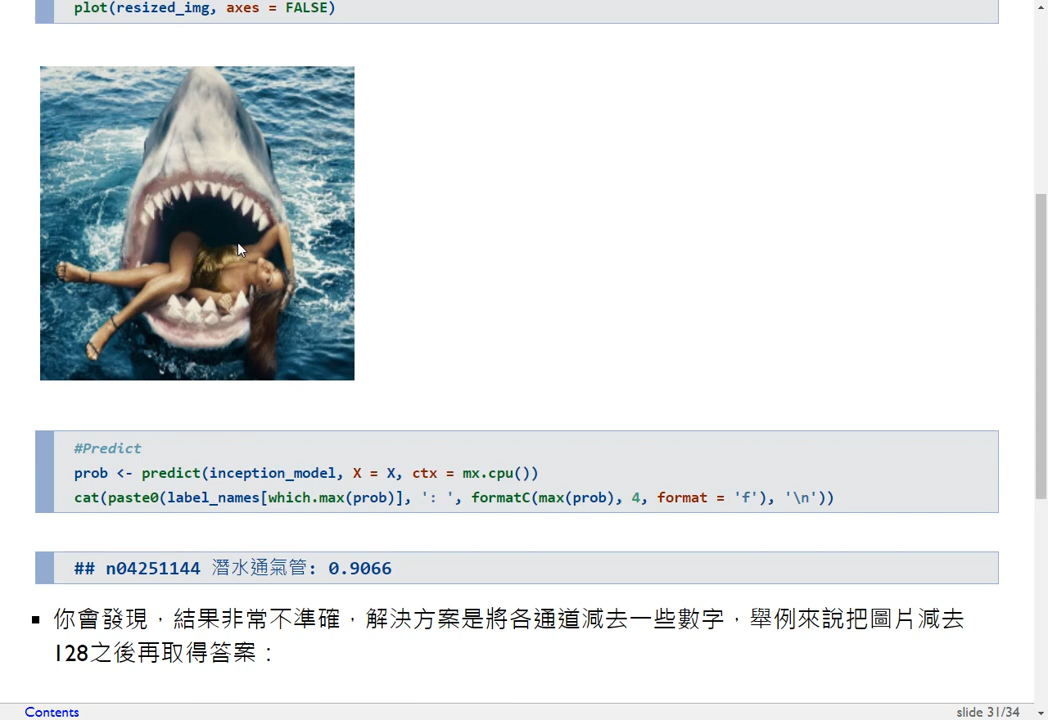 plot(resized_img, axes = FALSE)
#Predict
prob <- predict(inception_model, X = X, ctx = mx.cpu())
cat(paste0(label_names[which.max(prob)], ': ', formatC(max(prob), 4, format = 'f'), '\n'))
## n04251144 潛水通氣管: 0.9066
▪ 你會發現，結果非常不準確，解決方案是將各通道減去一些數字，舉例來說把圖片減去
128之後再取得答案：
Contents
slide 31/34